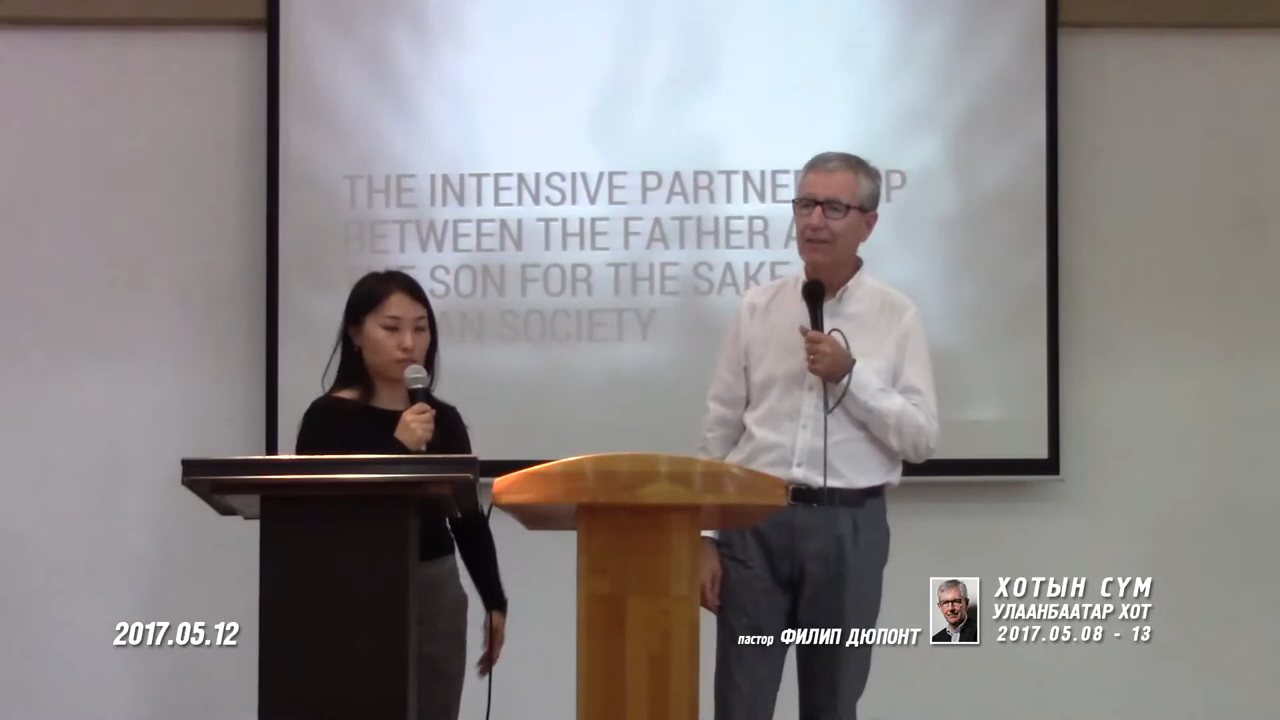 THE INTENSIVE
BETWEEN THE FATHER
SON FOR THE SAKE
SOCIETY
2017.05.12
пастор ФИЛИП ДЮПОНТ
ХОТЫН СҮМ
УЛААНБААТАР ХОТ
2017.05.08 - 13